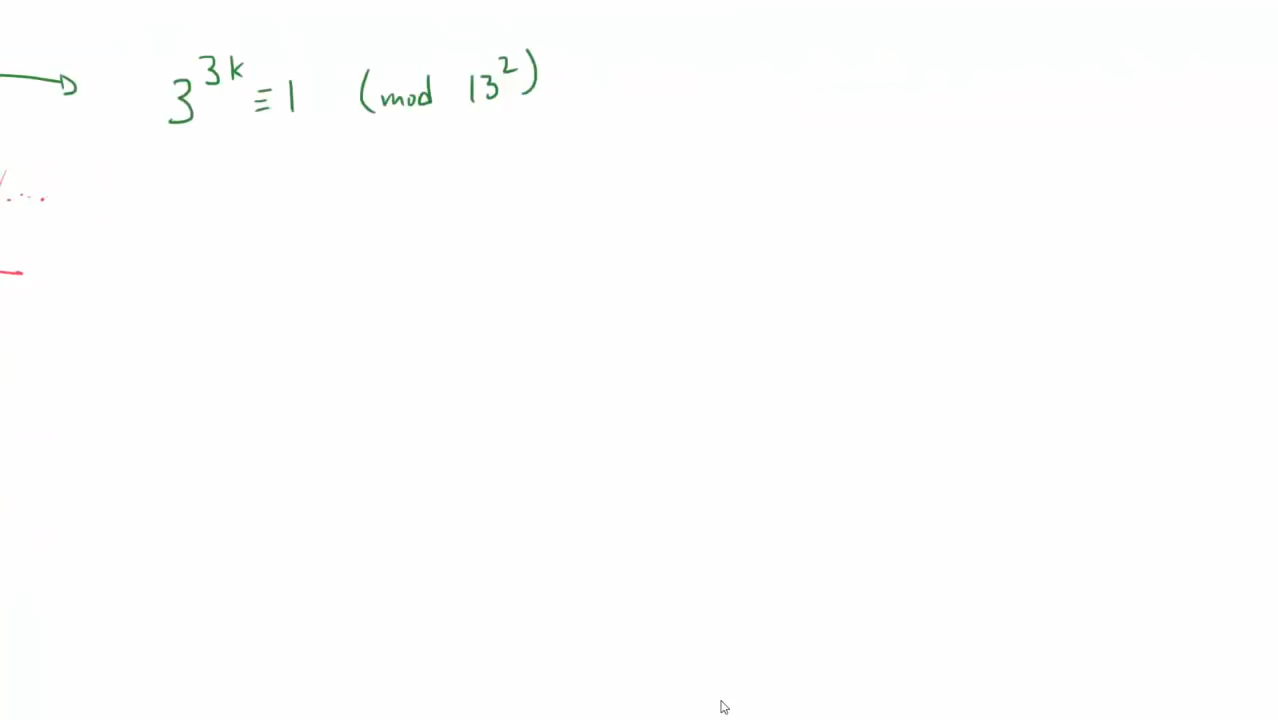 3^{3k} ≡ 1 (mod 13^2)